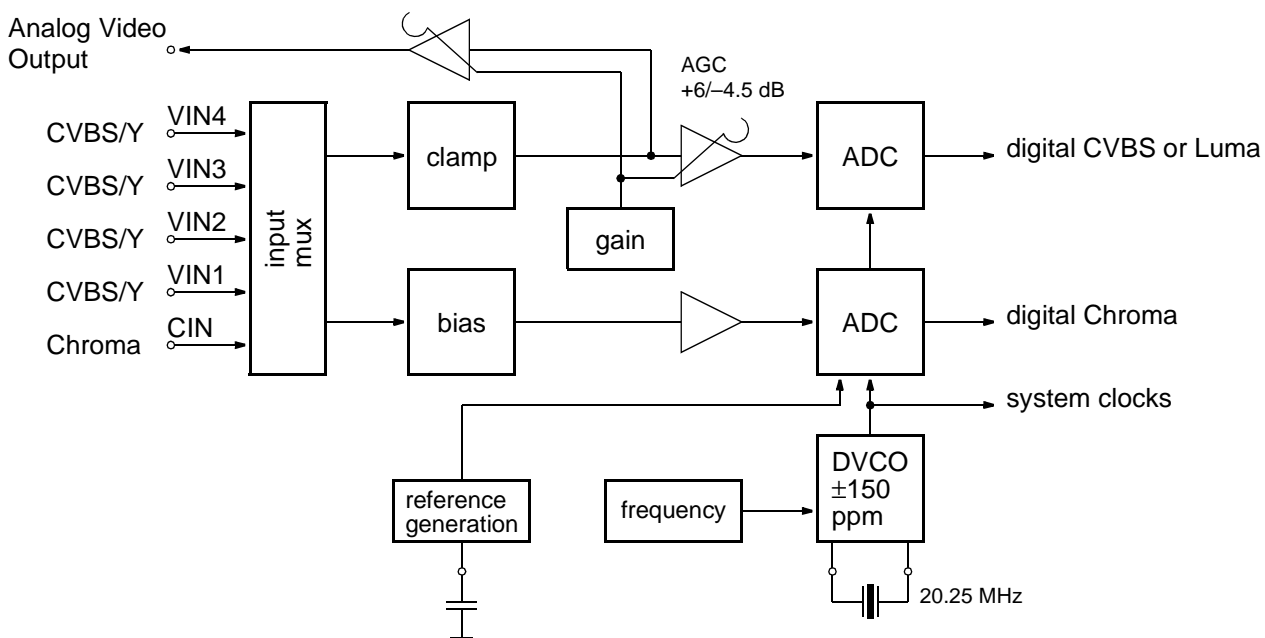 Analog Video
Output
AGC
+6/–4.5 dB
CVBS/Y
VIN4
CVBS/Y
VIN3
CVBS/Y
VIN2
CVBS/Y
VIN1
Chroma
CIN
input
mux
clamp
gain
bias
ADC
digital CVBS or Luma
ADC
digital Chroma
system clocks
reference
generation
frequency
DVCO
±150
ppm
20.25 MHz